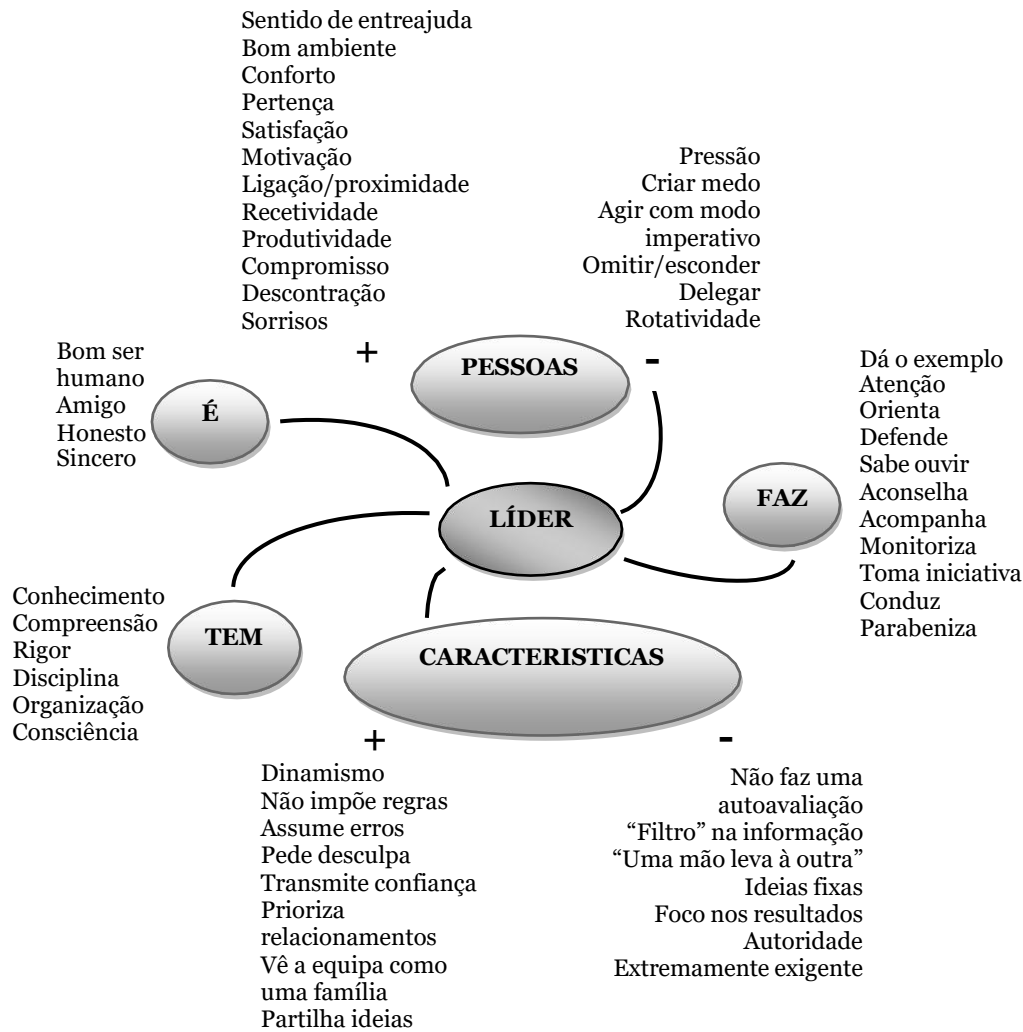 Sentido de entreajuda
Bom ambiente
Conforto
Pertença
Satisfação
Motivação
Ligação/proximidade
Recetividade
Produtividade
Compromisso
Descontração
Sorrisos
+
Pressão
Criar medo
Agir com modo
imperativo
Omitir/esconder
Delegar
Rotatividade
-
PESSOAS
Bom ser
humano
Amigo
Honesto
Sincero
É
LÍDER
FAZ
Dá o exemplo
Atenção
Orienta
Defende
Sabe ouvir
Aconselha
Acompanha
Monitoriza
Toma iniciativa
Conduz
Parabeniza
Conhecimento
Compreensão
Rigor
Disciplina
Organização
Consciência
TEM
CARACTERISTICAS
+
Dinamismo
Não impõe regras
Assume erros
Pede desculpa
Transmite confiança
Prioriza
relacionamentos
Vê a equipa como
uma família
Partilha ideias
-
Não faz uma
autoavaliação
“Filtro” na informação
“Uma mão leva à outra”
Ideias fixas
Foco nos resultados
Autoridade
Extremamente exigente